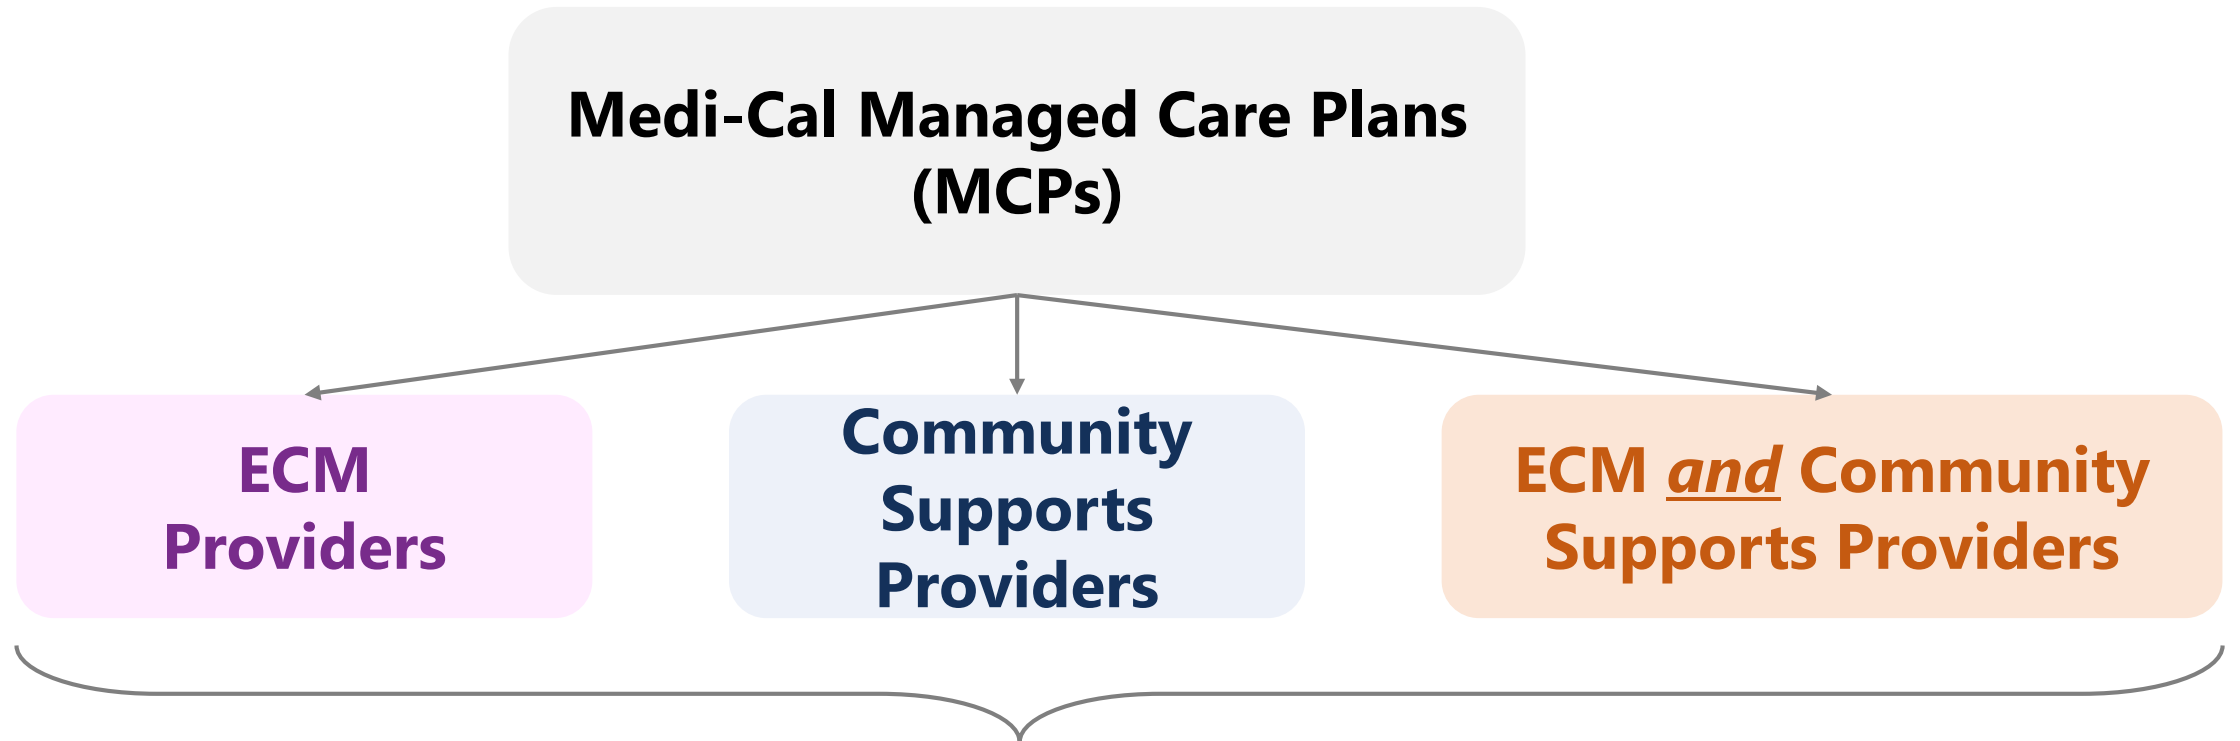 Medi-Cal Managed Care Plans
(MCPs)
ECM
Providers
Community
Supports
Providers
ECM and Community
Supports Providers